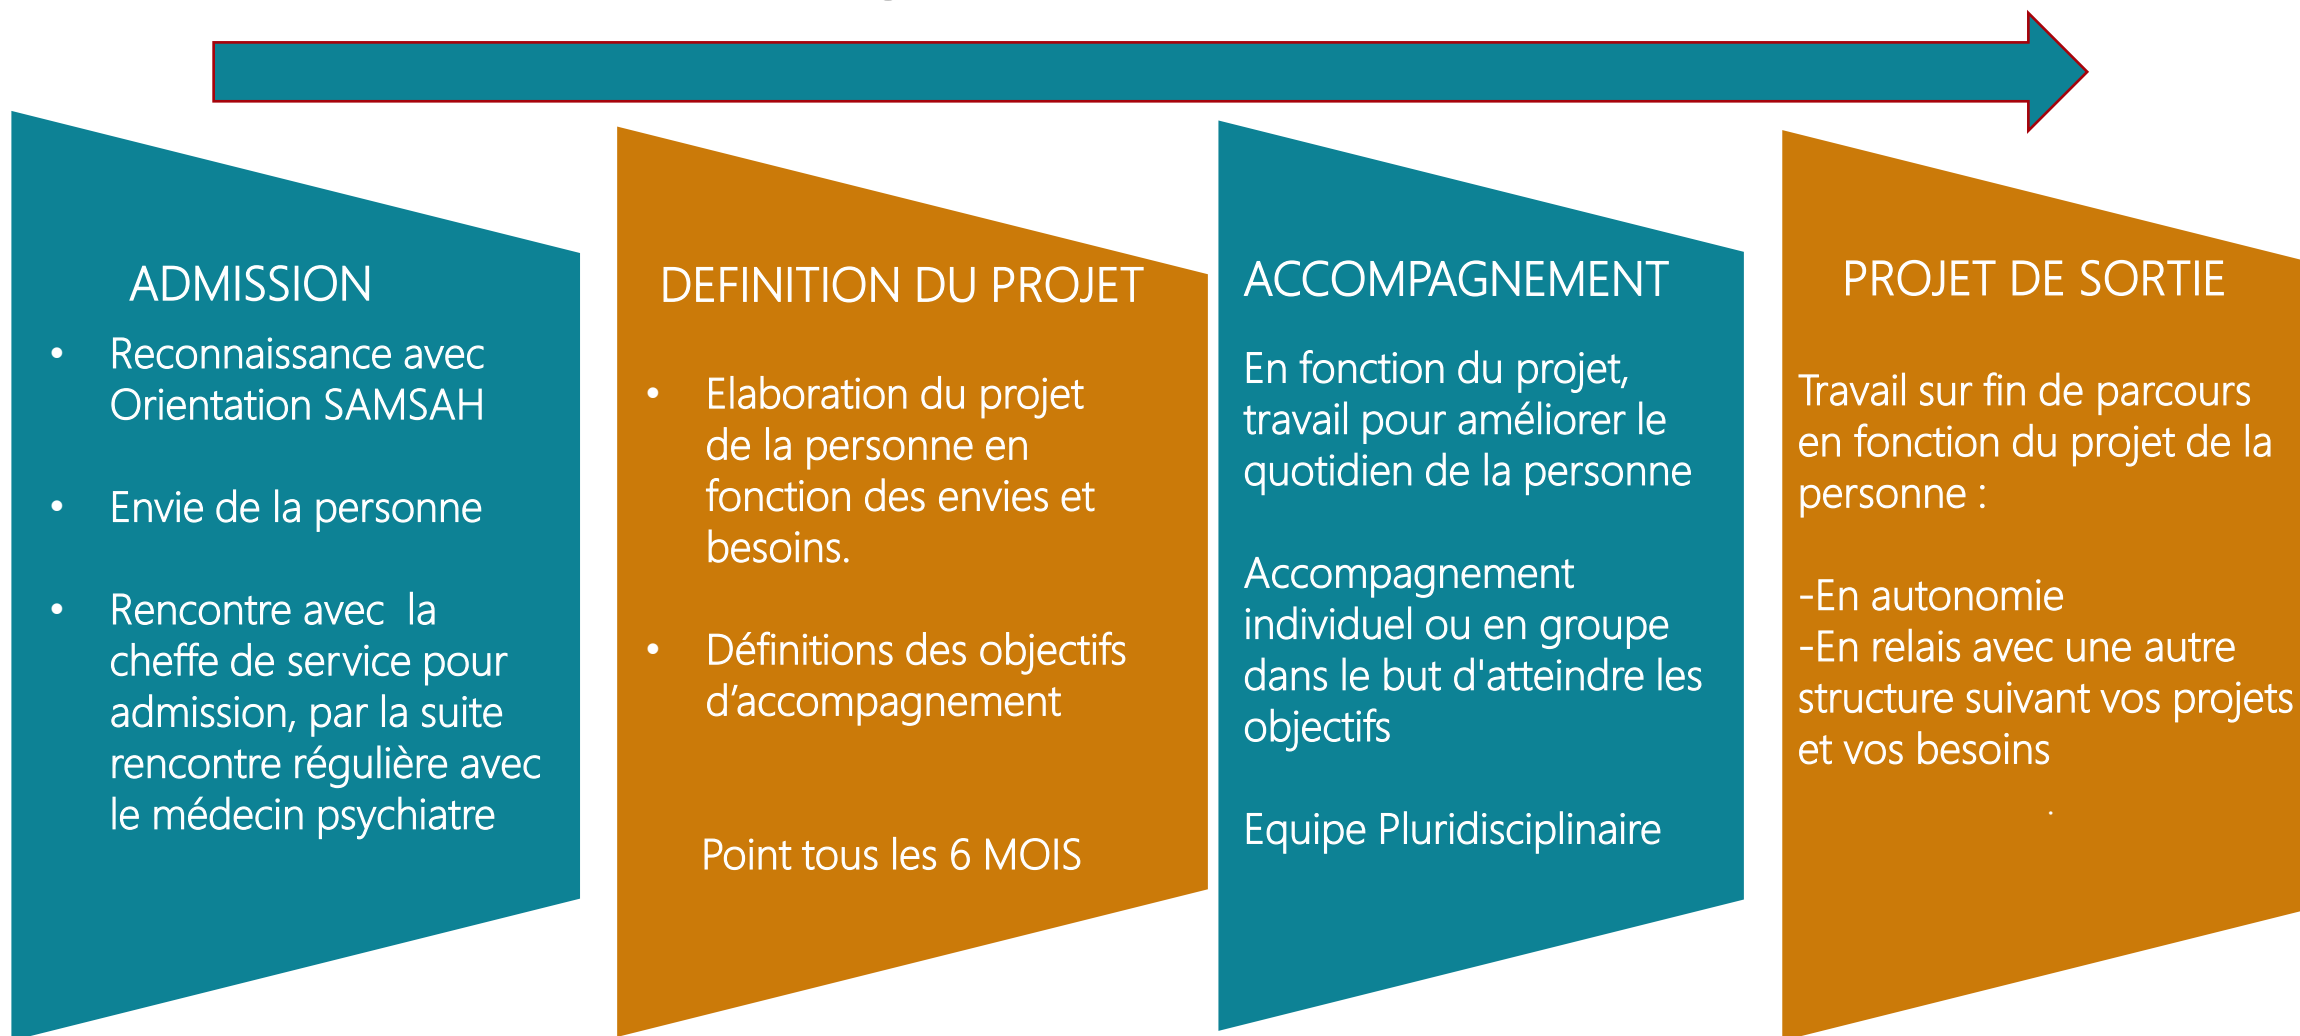 ADMISSION
• Reconnaissance avec
Orientation SAMSAH
• Envie de la personne
• Rencontre avec  la
cheffe de service pour
admission, par la suite
rencontre régulière avec
le médecin psychiatre
DEFINITION DU PROJET
• Elaboration du projet
de la personne en
fonction des envies et
besoins.
• Définitions des objectifs
d’accompagnement
Point tous les 6 MOIS
ACCOMPAGNEMENT
En fonction du projet,
travail pour améliorer le
quotidien de la personne
Accompagnement
individuel ou en groupe
dans le but d'atteindre les
objectifs
Equipe Pluridisciplinaire
PROJET DE SORTIE
Travail sur fin de parcours
en fonction du projet de la
personne :
-En autonomie
-En relais avec une autre
structure suivant vos projets
et vos besoins
.